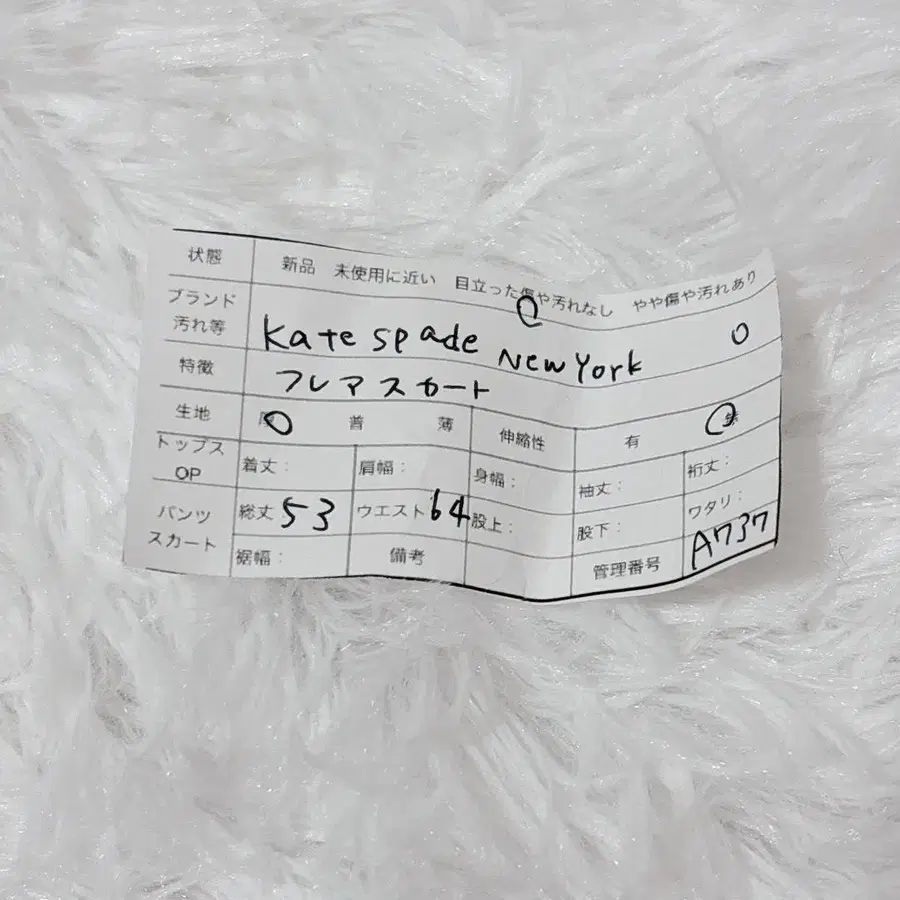 状態 新品 未使用に近い 目立った傷や汚れなし やや傷や汚れあり
ブランド
汚れ等 kate spade New York
特徴 フレアスカート
生地 普 薄 伸縮性 有
トップス
OP 着丈: 肩幅: 身幅: 袖丈: 裄丈:
パンツ
スカート 総丈 53 ウエスト 64 股上: 股下: ワタリ:
裾幅: 備考 管理番号 A737